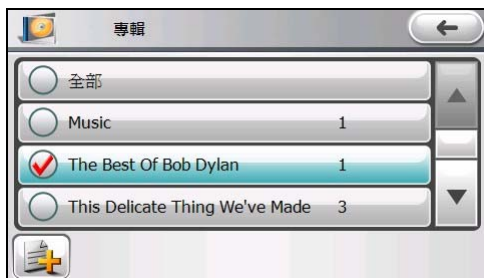 專輯
全部
Music 1
The Best Of Bob Dylan 1
This Delicate Thing We've Made 3